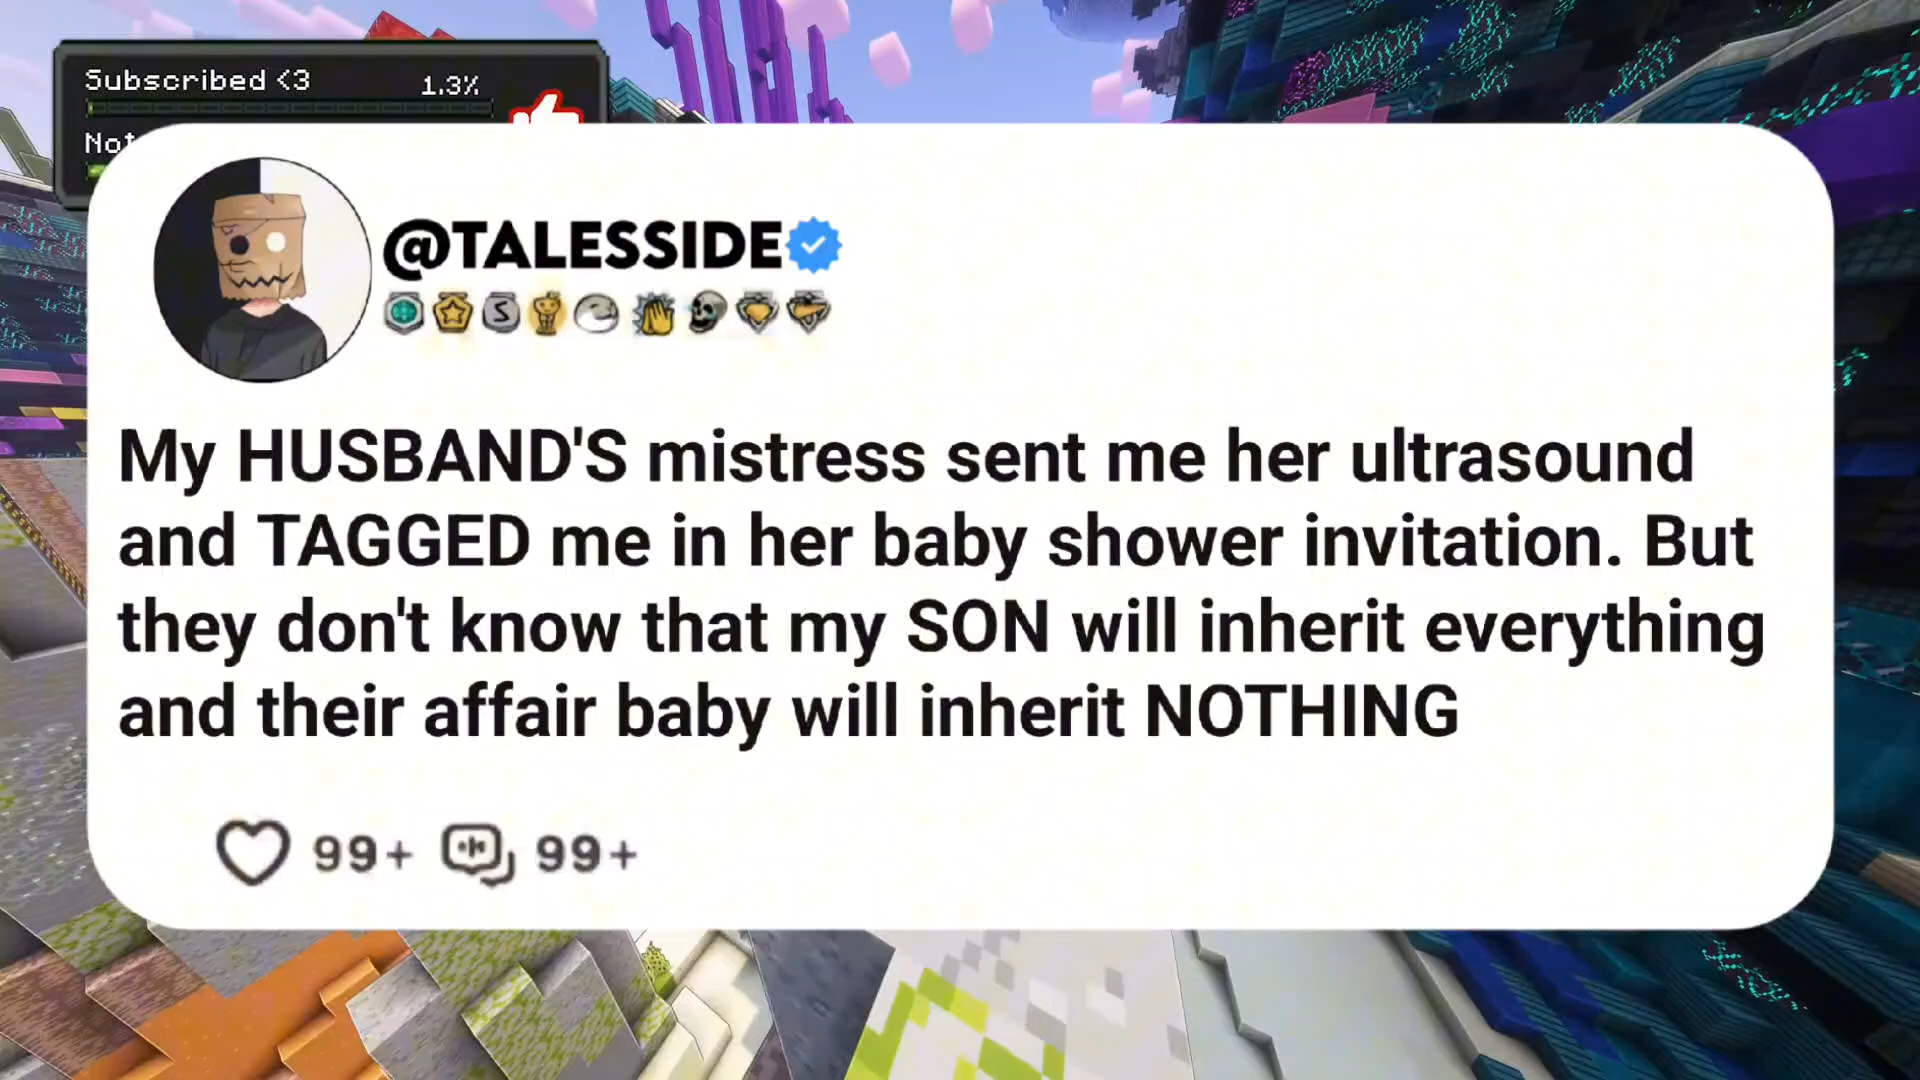 Subscribed <3 1.3%
Not
@TALESSIDE
My HUSBAND'S mistress sent me her ultrasound
and TAGGED me in her baby shower invitation. But
they don't know that my SON will inherit everything
and their affair baby will inherit NOTHING
99+ 99+